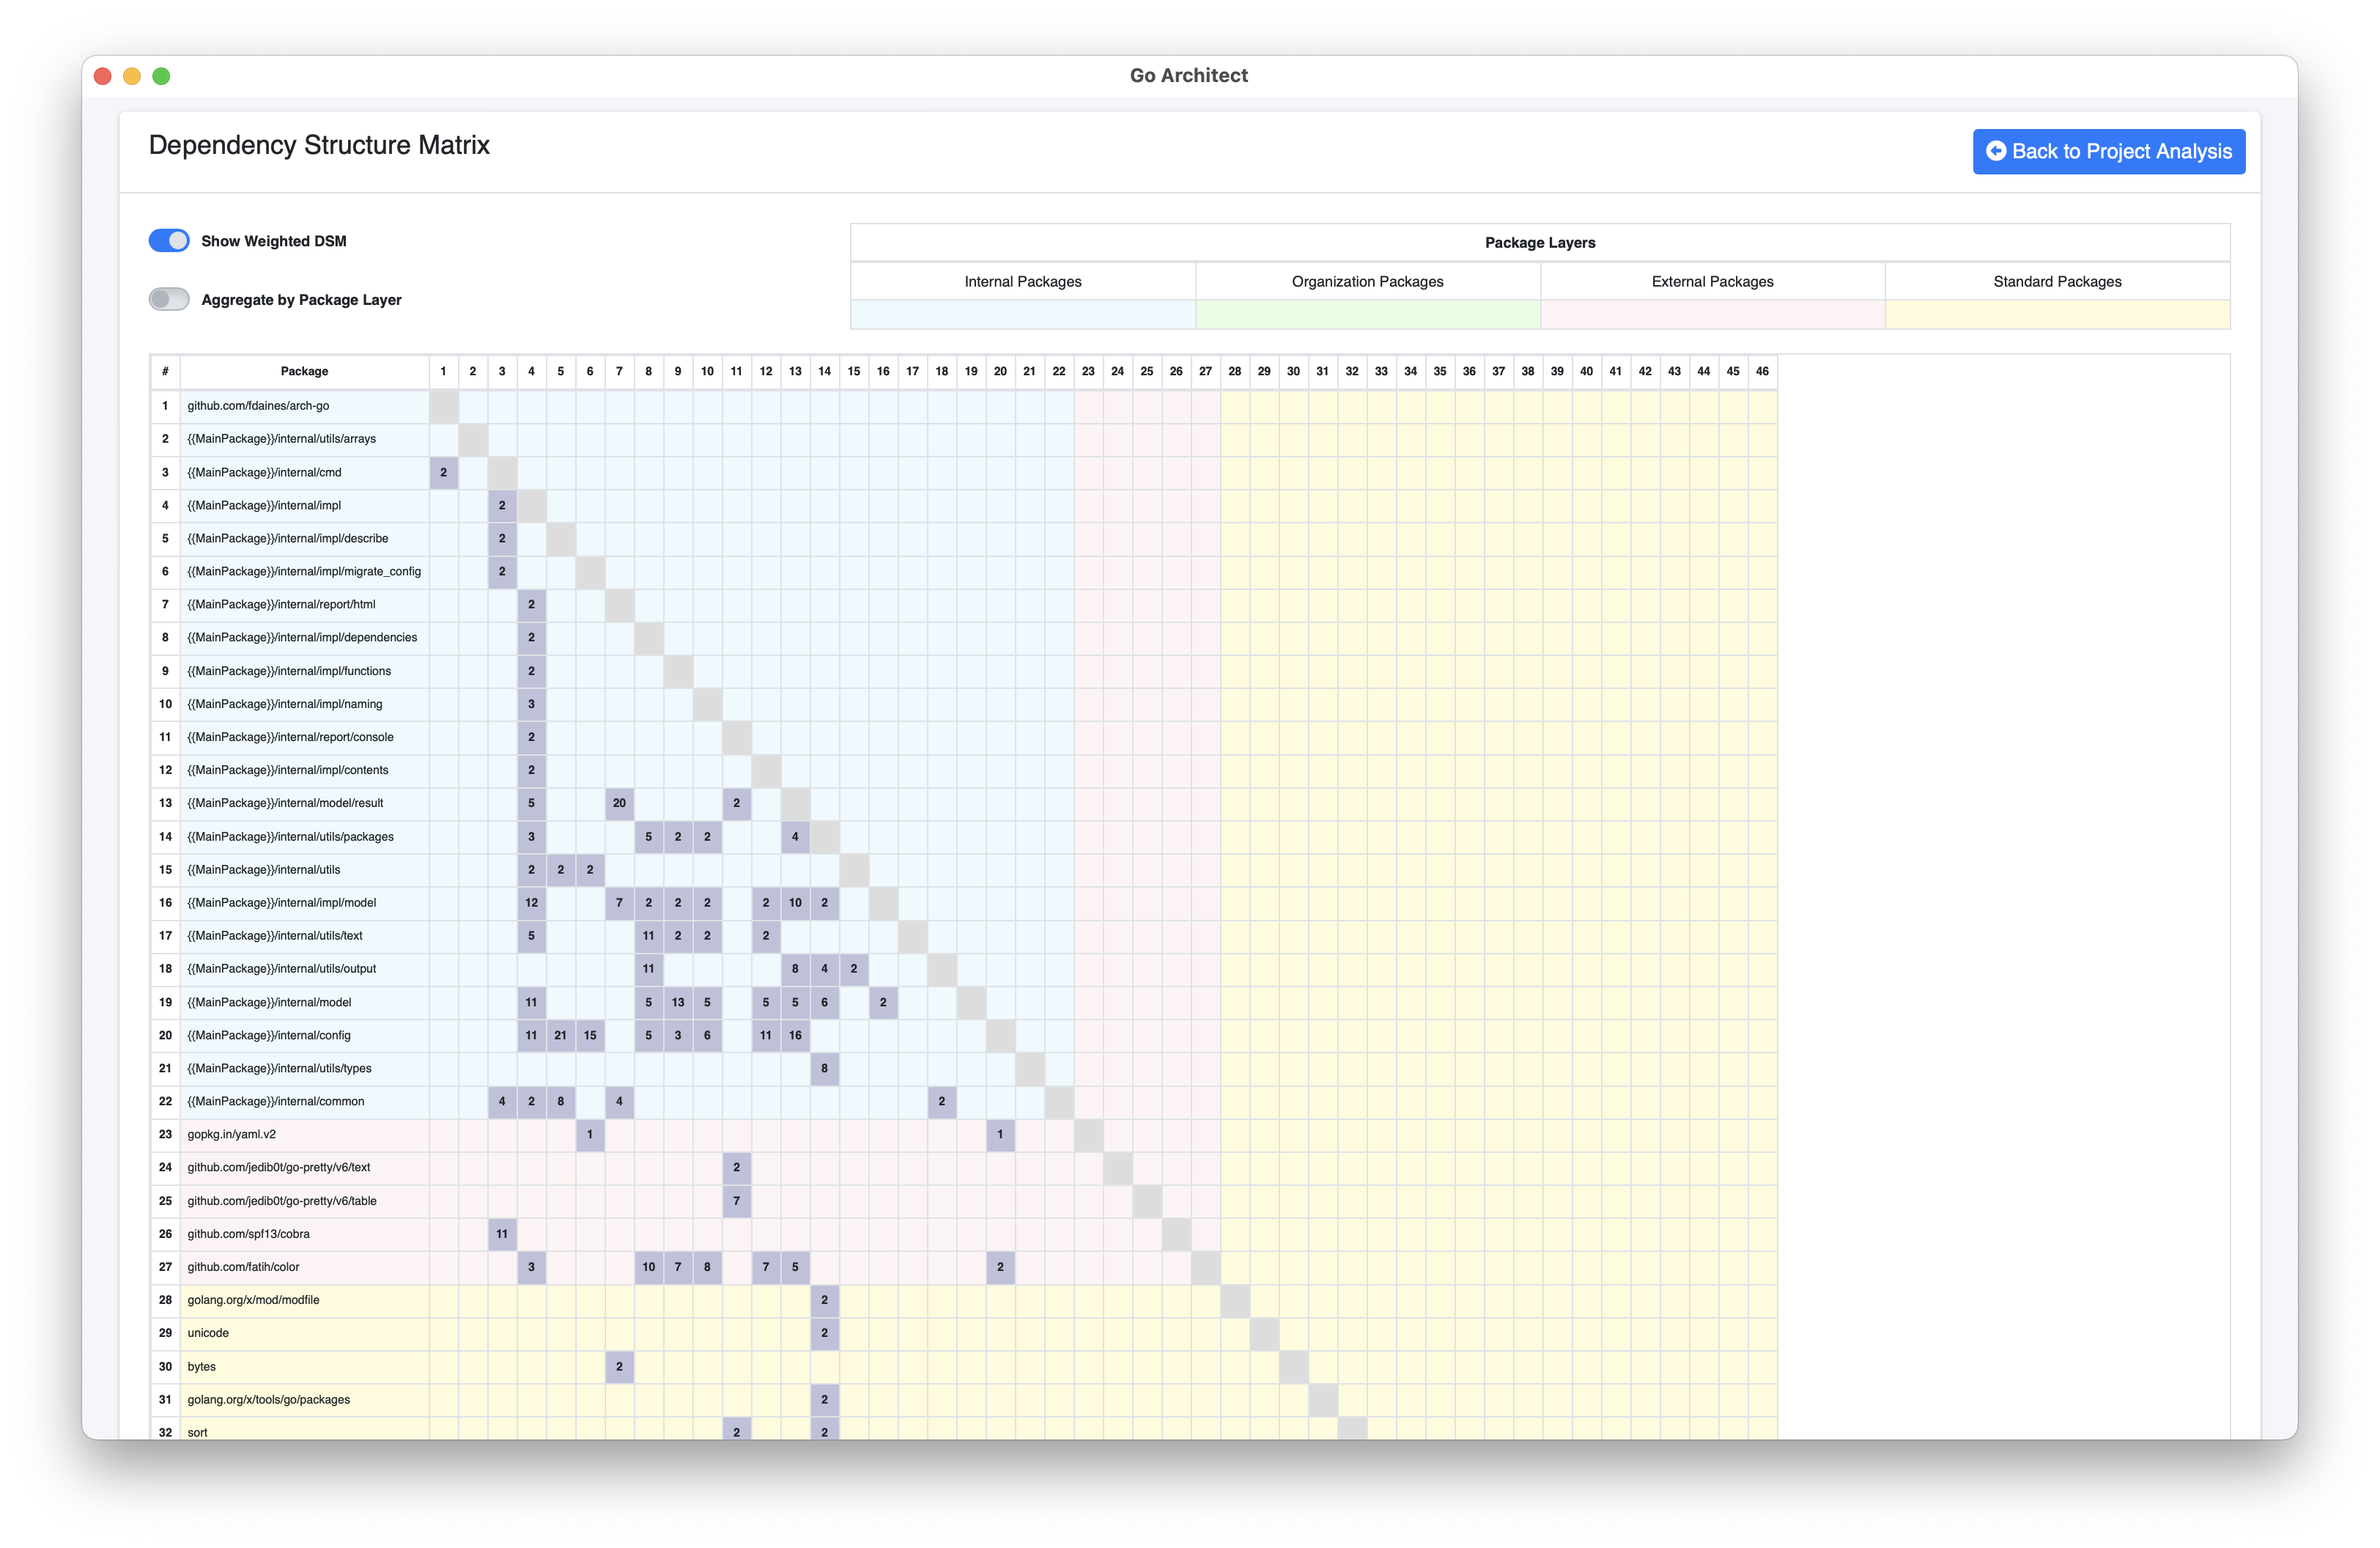 Go Architect
Dependency Structure Matrix
Back to Project Analysis
Show Weighted DSM
Aggregate by Package Layer
Package Layers
Internal Packages Organization Packages External Packages Standard Packages
# Package 1 2 3 4 5 6 7 8 9 10 11 12 13 14 15 16 17 18 19 20 21 22 23 24 25 26 27 28 29 30 31 32 33 34 35 36 37 38 39 40 41 42 43 44 45 46
1 github.com/fdaines/arch-go
2 {{MainPackage}}/internal/utils/arrays
3 {{MainPackage}}/internal/cmd 2
4 {{MainPackage}}/internal/impl 2
5 {{MainPackage}}/internal/impl/describe 2
6 {{MainPackage}}/internal/impl/migrate_config 2
7 {{MainPackage}}/internal/report/html 2
8 {{MainPackage}}/internal/impl/dependencies 2
9 {{MainPackage}}/internal/impl/functions 2
10 {{MainPackage}}/internal/impl/naming 3
11 {{MainPackage}}/internal/report/console 2
12 {{MainPackage}}/internal/impl/contents 2
13 {{MainPackage}}/internal/model/result 5 20 2
14 {{MainPackage}}/internal/utils/packages 3 5 2 2 4
15 {{MainPackage}}/internal/utils 2 2 2
16 {{MainPackage}}/internal/impl/model 12 7 2 2 2 2 10 2
17 {{MainPackage}}/internal/utils/text 5 11 2 2 2
18 {{MainPackage}}/internal/utils/output 11 8 4 2
19 {{MainPackage}}/internal/model 11 5 13 5 5 5 6 2
20 {{MainPackage}}/internal/config 11 21 15 5 3 6 11 16
21 {{MainPackage}}/internal/utils/types 8
22 {{MainPackage}}/internal/common 4 2 8 4 2
23 gopkg.in/yaml.v2 1 1
24 github.com/jedib0t/go-pretty/v6/text 2
25 github.com/jedib0t/go-pretty/v6/table 7
26 github.com/spf13/cobra 11
27 github.com/fatih/color 3 10 7 8 7 5 2
28 golang.org/x/mod/modfile 2
29 unicode 2
30 bytes 2
31 golang.org/x/tools/go/packages 2
32 sort 2 2